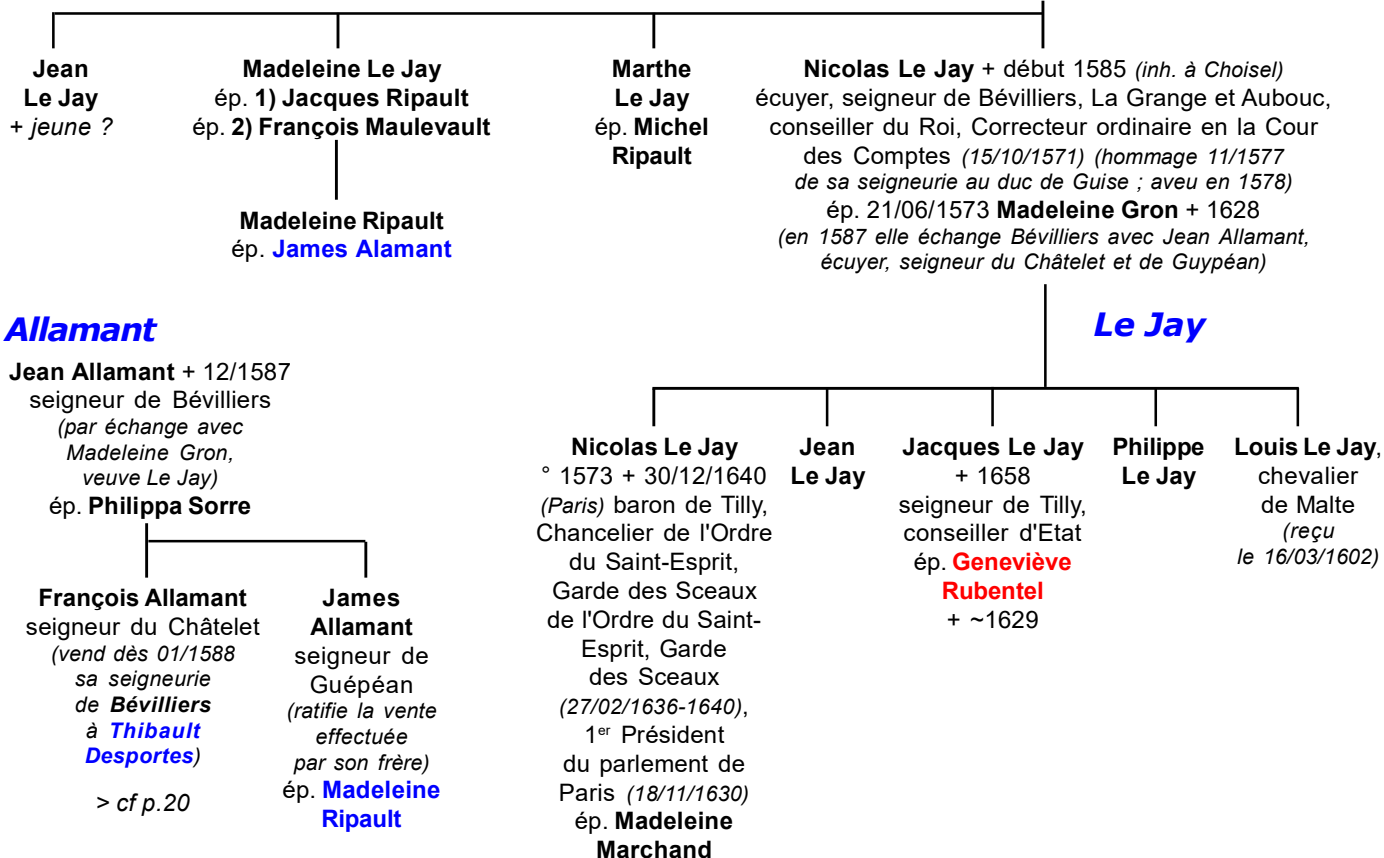 Jean
Le Jay
+ jeune ?
Madeleine Le Jay
ép. 1) Jacques Ripault
ép. 2) François Maulevault
Madeleine Ripault
ép. James Alamant
Marthe
Le Jay
ép. Michel
Ripault
Nicolas Le Jay + début 1585 (inh. à Choisel)
écuyer, seigneur de Bévilliers, La Grange et Aubouc,
conseiller du Roi, Correcteur ordinaire en la Cour
des Comptes (15/10/1571) (hommage 11/1577
de sa seigneurie au duc de Guise ; aveu en 1578)
ép. 21/06/1573 Madeleine Gron + 1628
(en 1587 elle échange Bévilliers avec Jean Allamant,
écuyer, seigneur du Châtelet et de Guypéan)
Allamant
Jean Allamant + 12/1587
seigneur de Bévilliers
(par échange avec
Madeleine Gron,
veuve Le Jay)
ép. Philippa Sorre
François Allamant
seigneur du Châtelet
(vend dès 01/1588
sa seigneurie
de Bévilliers
à Thibault
Desportes)
> cf p.20
James
Allamant
seigneur de
Guépéan
(ratifie la vente
effectuée
par son frère)
ép. Madeleine
Ripault
Le Jay
Nicolas Le Jay
° 1573 + 30/12/1640
(Paris) baron de Tilly,
Chancelier de l'Ordre
du Saint-Esprit,
Garde des Sceaux
de l'Ordre du Saint-
Esprit, Garde
des Sceaux
(27/02/1636-1640),
1er Président
du parlement de
Paris (18/11/1630)
ép. Madeleine
Marchand
Jean
Le Jay
Jacques Le Jay
+ 1658
seigneur de Tilly,
conseiller d'Etat
ép. Geneviève
Rubentel
+ ~1629
Philippe
Le Jay
Louis Le Jay,
chevalier
de Malte
(reçu
le 16/03/1602)